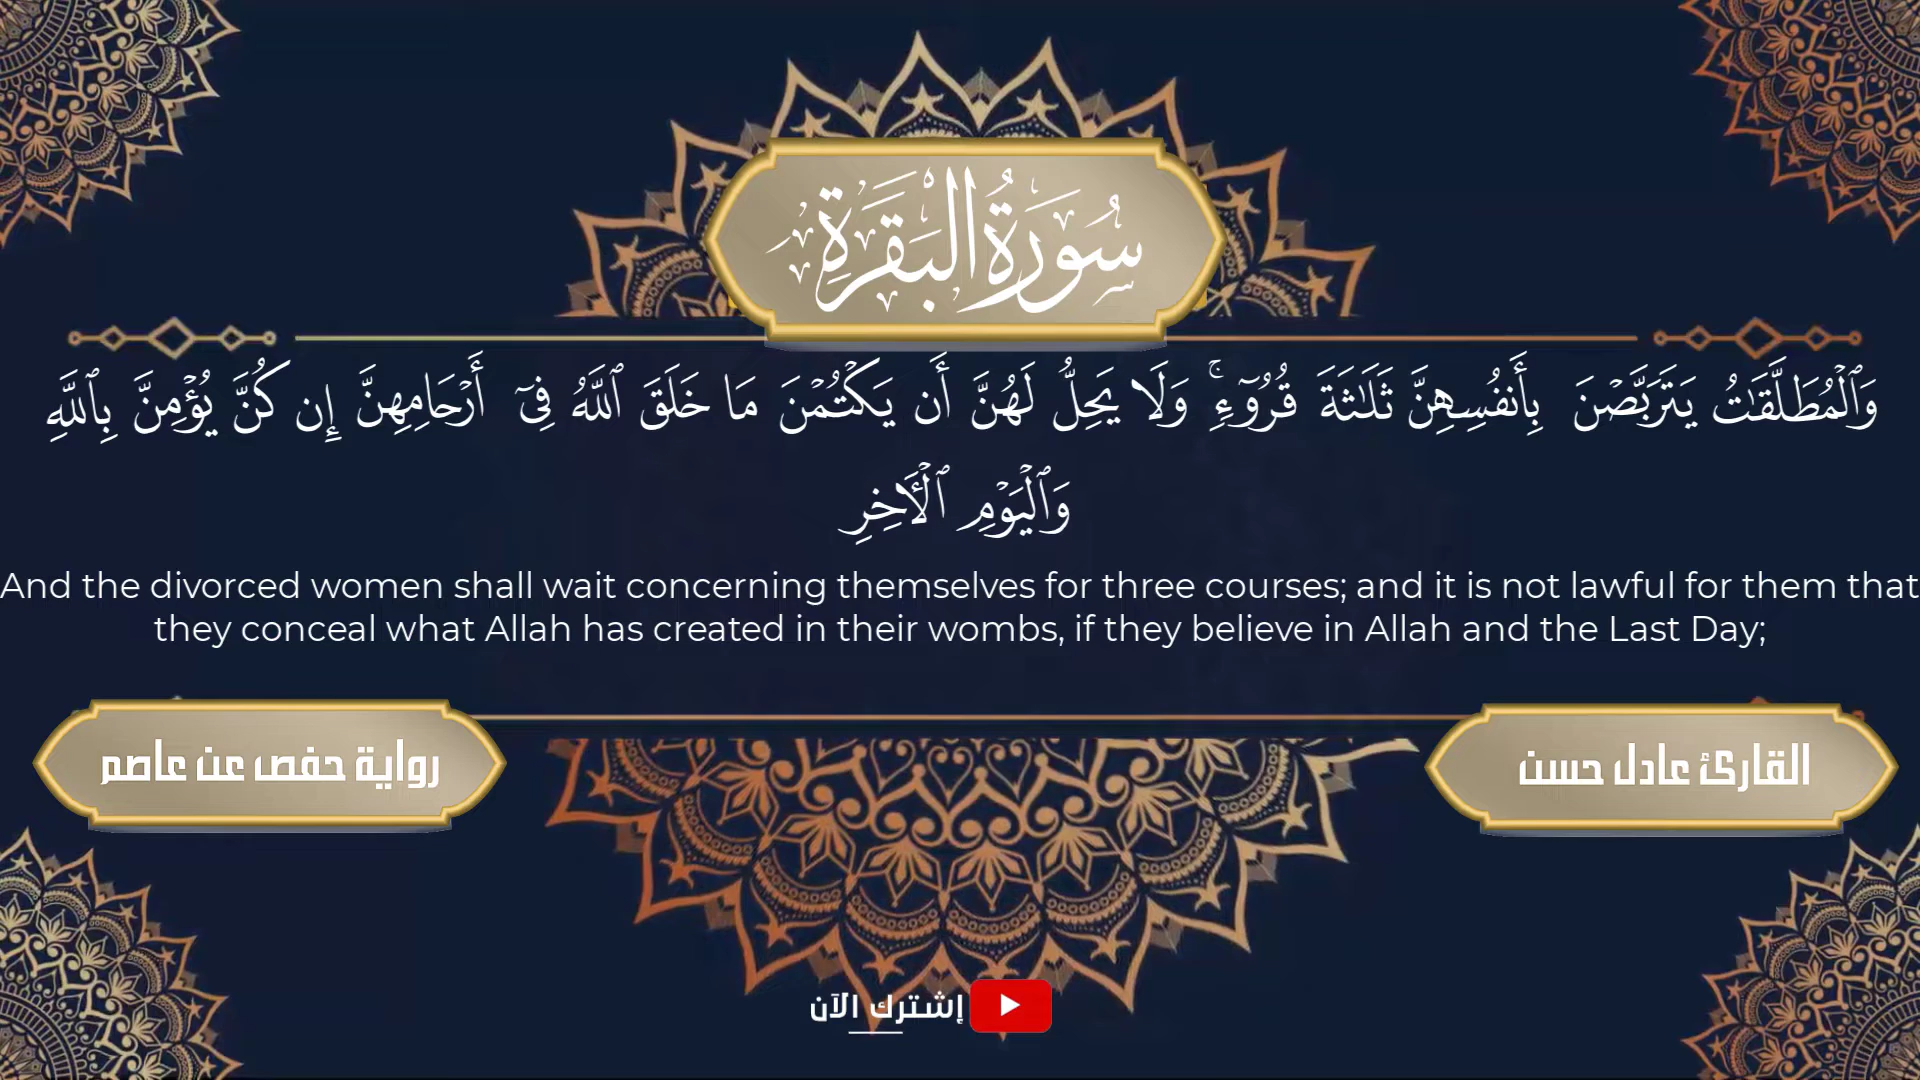 سُورَةُ البَقَرَةِ
وَٱلْمُطَلَّقَٰتُ يَتَرَبَّصْنَ بِأَنفُسِهِنَّ ثَلَٰثَةَ قُرُوٓءٍۚ وَلَا يَحِلُّ لَهُنَّ أَن يَكْتُمْنَ مَا خَلَقَ ٱللَّهُ فِىٓ أَرْحَامِهِنَّ إِن كُنَّ يُؤْمِنَّ بِٱللَّهِ
وَٱلْيَوْمِ ٱلْءَاخِرِ
And the divorced women shall wait concerning themselves for three courses; and it is not lawful for them that
they conceal what Allah has created in their wombs, if they believe in Allah and the Last Day;
القارئ عادل حسن
رواية حفص عن عاصم
إشترك الآن